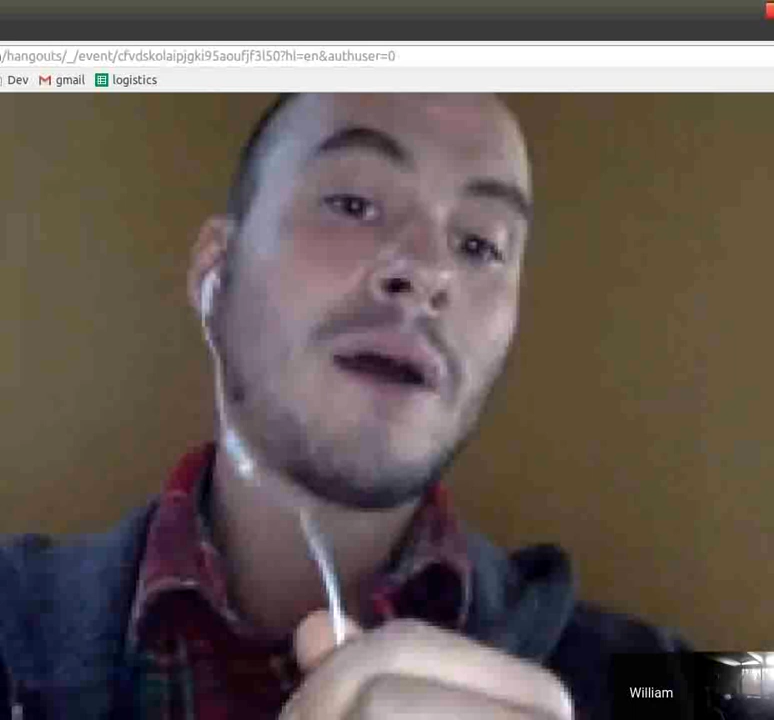 /hangouts/_/event/cfvdskolaipjgki95aoufjf3l50?hl=en&authuser=0
Dev gmail logistics
William